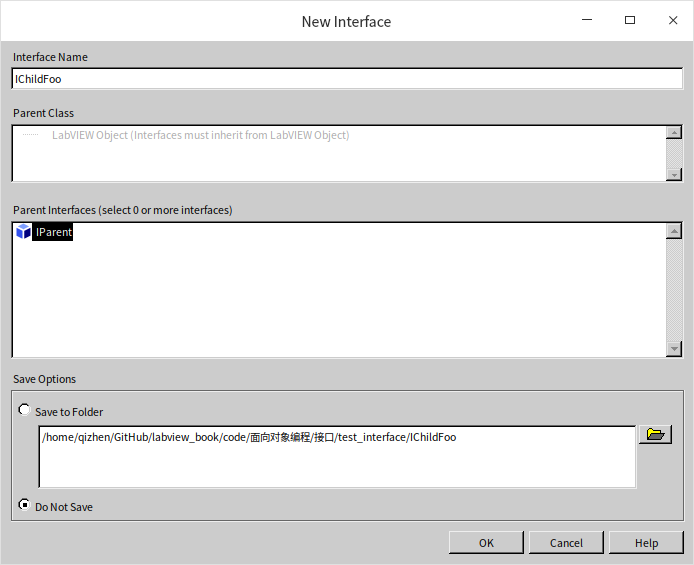 New Interface
Interface Name
IChildFoo
Parent Class
LabVIEW Object (Interfaces must inherit from LabVIEW Object)
Parent Interfaces (select 0 or more interfaces)
IParent
Save Options
Save to Folder
/home/qizhen/GitHub/labview_book/code/面向对象编程/接口/test_interface/IChildFoo
Do Not Save
OK Cancel Help